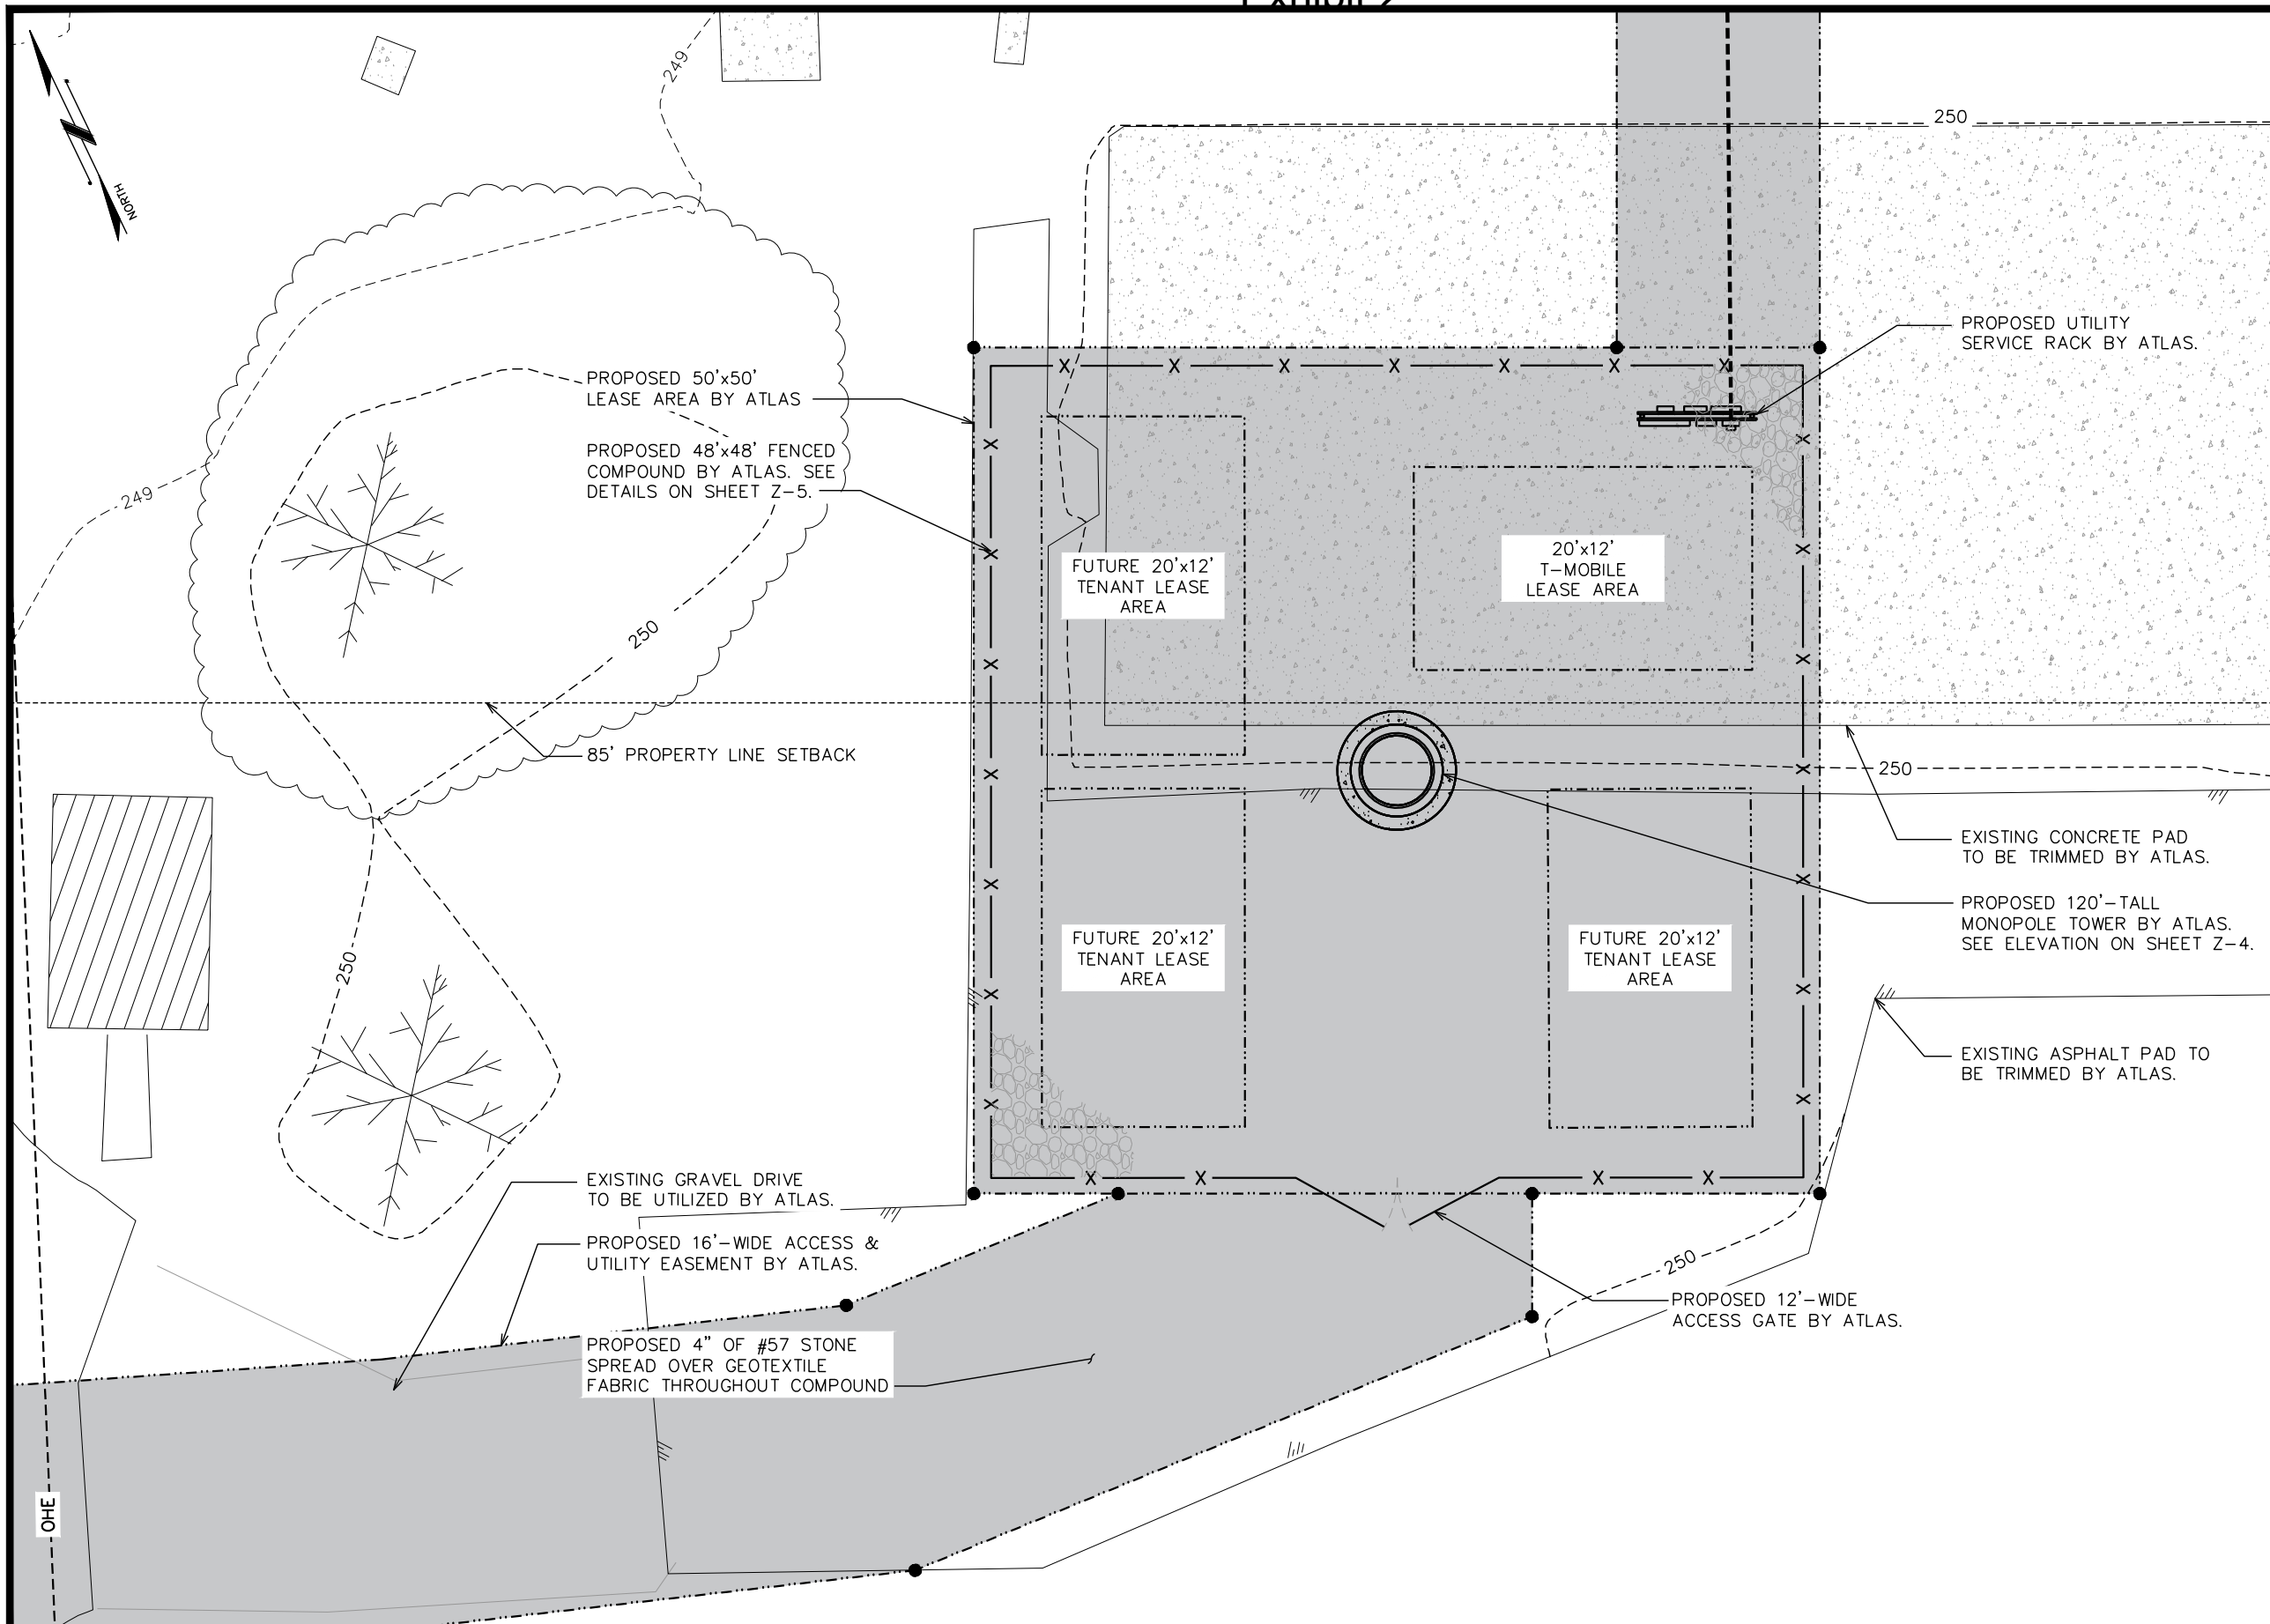 Exhibit 2
249
250
NORTH
PROPOSED UTILITY
SERVICE RACK BY ATLAS.
PROPOSED 50'x50'
LEASE AREA BY ATLAS
PROPOSED 48'x48' FENCED
COMPOUND BY ATLAS. SEE
DETAILS ON SHEET Z-5.
249
FUTURE 20'x12'
TENANT LEASE
AREA
20'x12'
T-MOBILE
LEASE AREA
250
85' PROPERTY LINE SETBACK
250
EXISTING CONCRETE PAD
TO BE TRIMMED BY ATLAS.
PROPOSED 120'-TALL
MONOPOLE TOWER BY ATLAS.
SEE ELEVATION ON SHEET Z-4.
FUTURE 20'x12'
TENANT LEASE
AREA
FUTURE 20'x12'
TENANT LEASE
AREA
250
EXISTING ASPHALT PAD TO
BE TRIMMED BY ATLAS.
EXISTING GRAVEL DRIVE
TO BE UTILIZED BY ATLAS.
PROPOSED 16'-WIDE ACCESS &
UTILITY EASEMENT BY ATLAS.
250
PROPOSED 12'-WIDE
ACCESS GATE BY ATLAS.
PROPOSED 4" OF #57 STONE
SPREAD OVER GEOTEXTILE
FABRIC THROUGHOUT COMPOUND
OHE